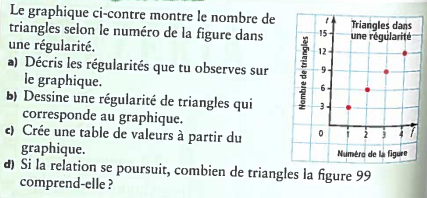 Le graphique ci-contre montre le nombre de
triangles selon le numéro de la figure dans
une régularité.
a) Décris les régularités que tu observes sur
le graphique.
b) Dessine une régularité de triangles qui
corresponde au graphique.
c) Crée une table de valeurs à partir du
graphique.
d) Si la relation se poursuit, combien de triangles la figure 99
comprend-elle ?
Triangles dans
une régularité
t
15
12
9
6
3
0 1 2 3 4 f
Nombre de triangles
Numéro de la figure